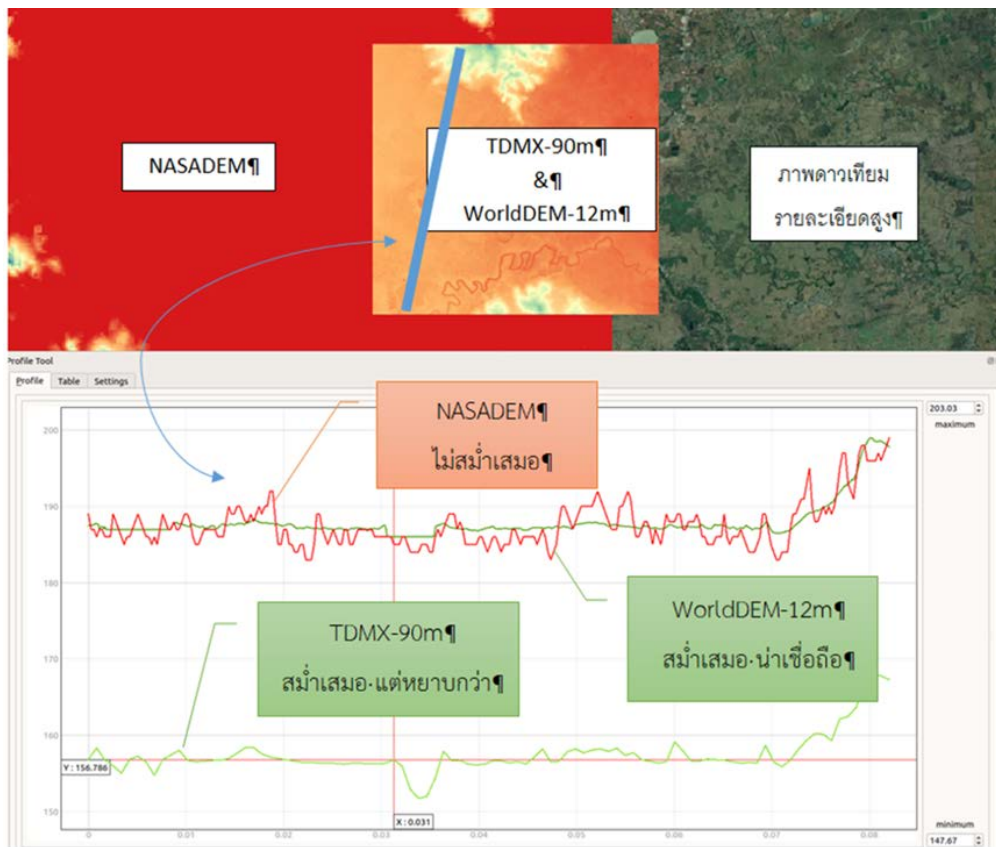 NASADEM¶
TDMX-90m¶
&¶
WorldDEM-12m¶
ภาพดาวเทียม
รายละเอียดสูง¶
Profile Tool
Profile Table Settings
NASADEM¶
ไม่สม่ำเสมอ¶
203.03
maximum
200
190
180
170
160
150
WorldDEM-12m¶
สม่ำเสมอ·น่าเชื่อถือ¶
TDMX-90m¶
สม่ำเสมอ·แต่หยาบกว่า¶
Y : 156.786
X : 0.031
0 0.01 0.02 0.03 0.04 0.05 0.06 0.07 0.08
minimum
147.67